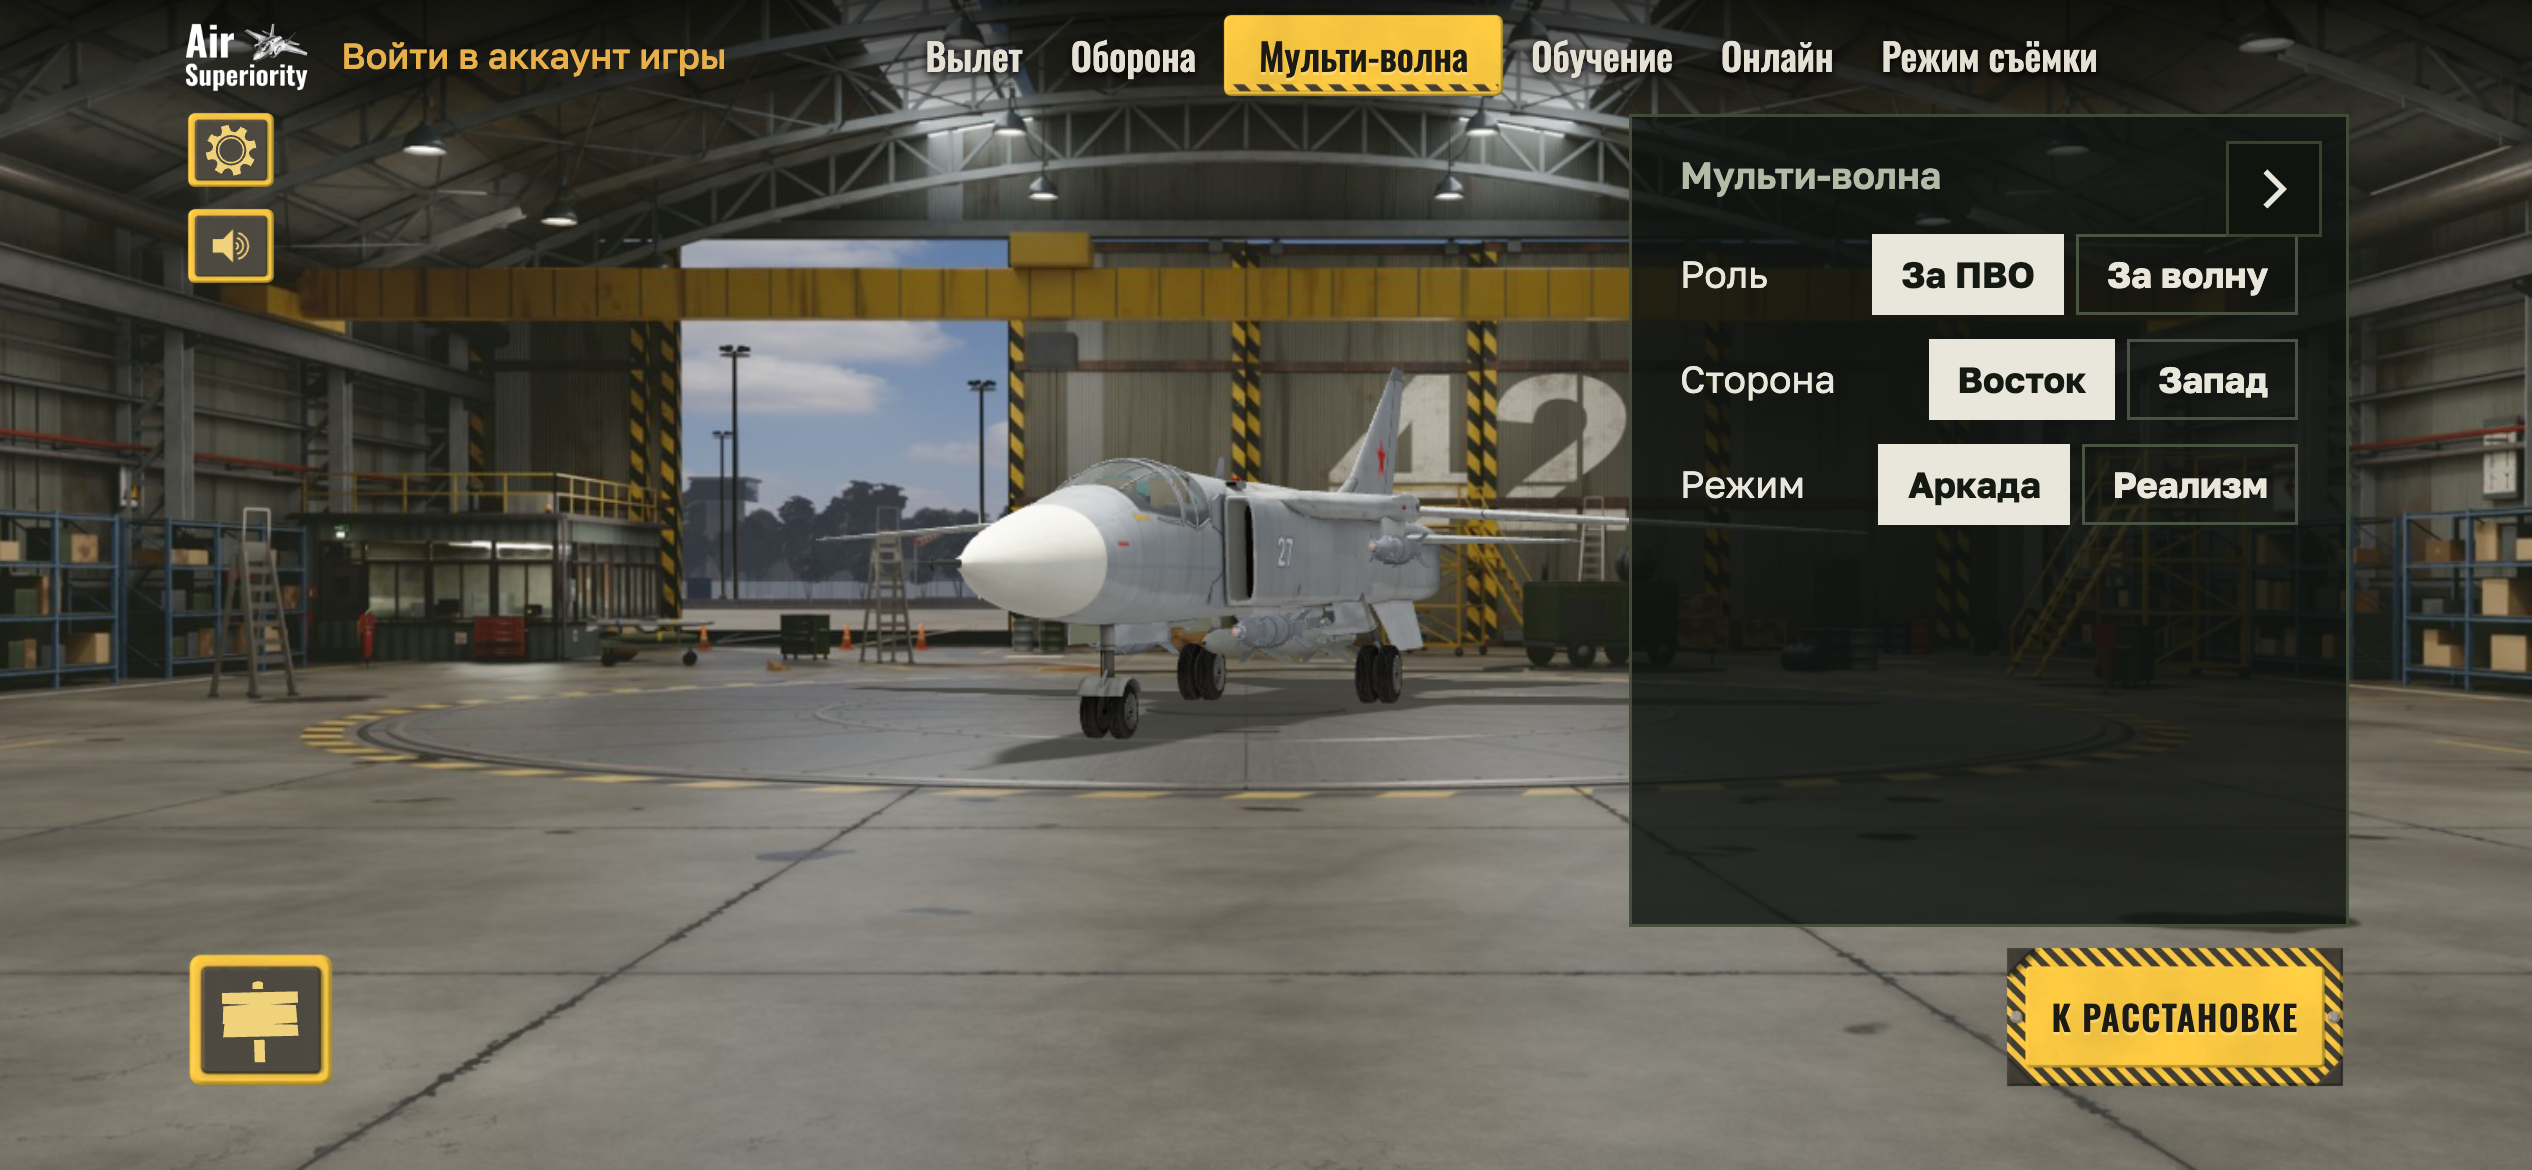 Air
Superiority
Войти в аккаунт игры
Вылет
Оборона
Мульти-волна
Обучение
Онлайн
Режим съёмки
Мульти-волна
Роль
За ПВО
За волну
Сторона
Восток
Запад
Режим
Аркада
Реализм
42
27
К РАССТАНОВКЕ